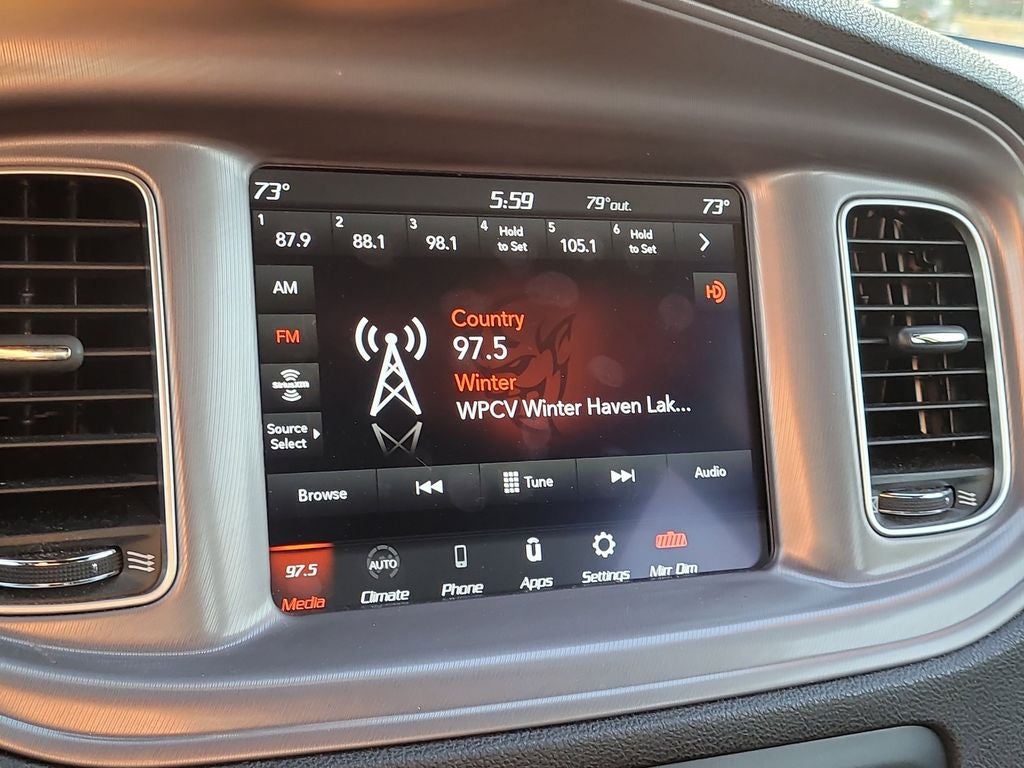 73° 5:59 79°out. 73°
1 87.9 2 88.1 3 98.1 4 Hold to Set 5 105.1 6 Hold to Set
AM
HD
Country
FM
97.5
SiriusXM
Winter
WPCV Winter Haven Lak...
Source
Select
Browse Tune Audio
97.5 AUTO
Media Climate Phone Apps Settings Mirr Dim